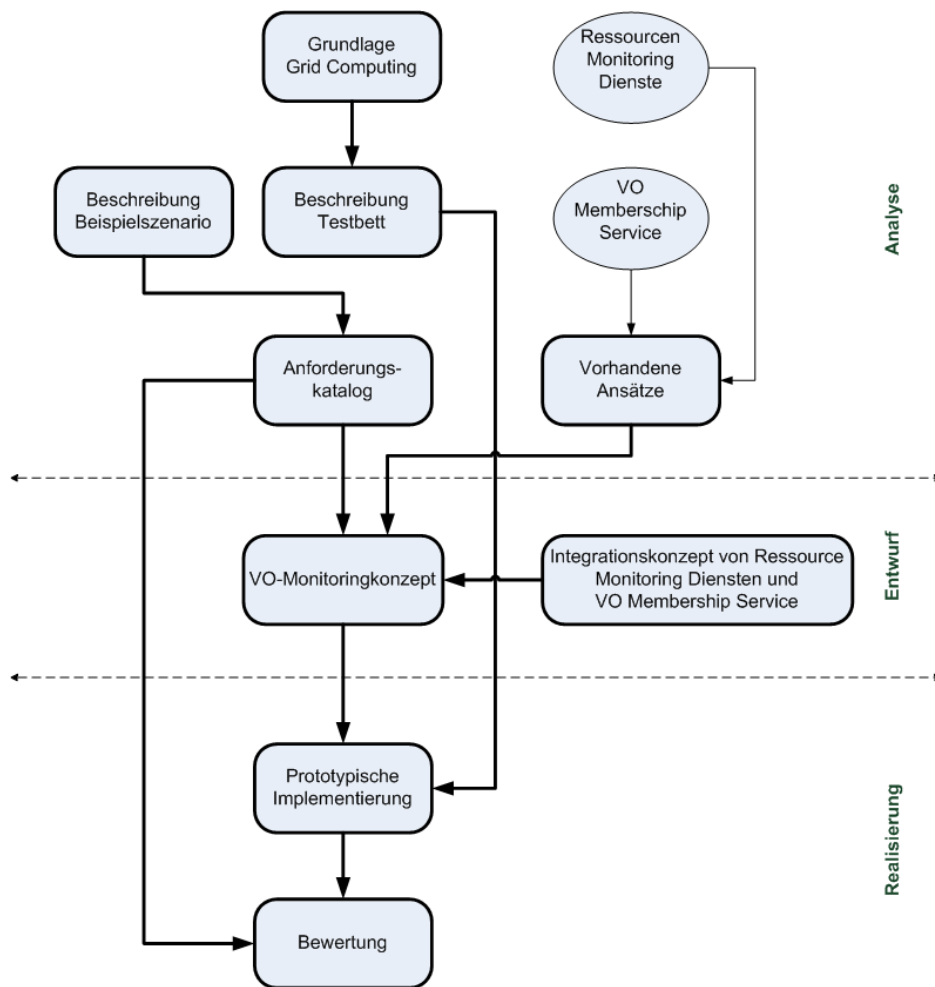 Grundlage
Grid Computing
Ressourcen
Monitoring
Dienste
Beschreibung
Beispielszenario
Beschreibung
Testbett
VO
Memberschip
Service
Analyse
Anforderungs-
katalog
Vorhandene
Ansätze
VO-Monitoringkonzept
Integrationskonzept von Ressource
Monitoring Diensten und
VO Membership Service
Entwurf
Prototypische
Implementierung
Realisierung
Bewertung